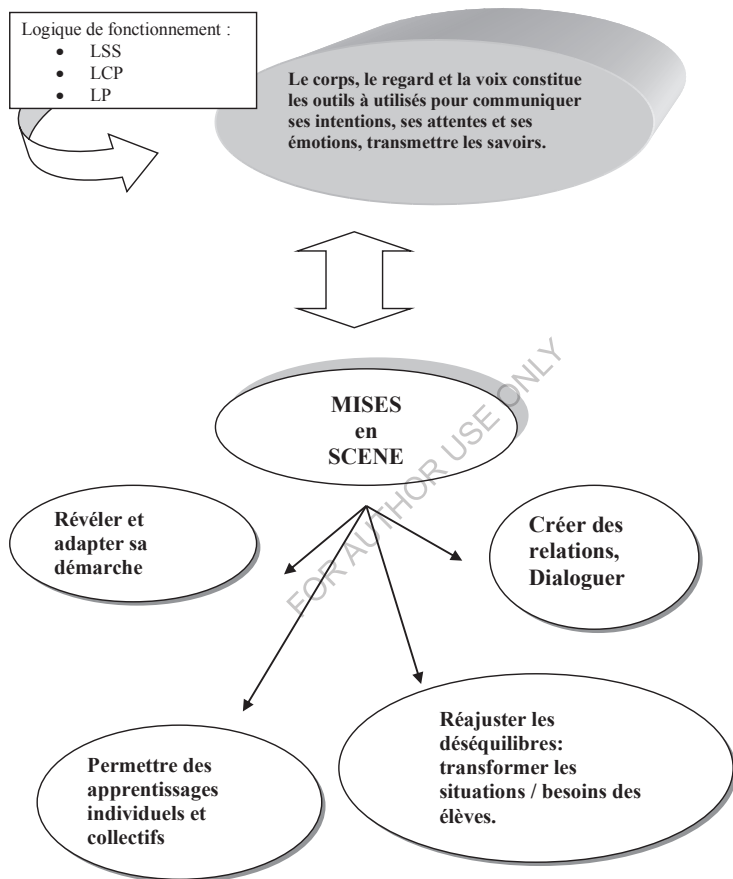 Logique de fonctionnement :
• LSS
• LCP
• LP
Le corps, le regard et la voix constitue
les outils à utilisés pour communiquer
ses intentions, ses attentes et ses
émotions, transmettre les savoirs.
MISES
en
SCENE
FOR AUTHOR USE ONLY
Révéler et
adapter sa
démarche
Créer des
relations,
Dialoguer
Permettre des
apprentissages
individuels et
collectifs
Réajuster les
déséquilibres:
transformer les
situations / besoins des
élèves.